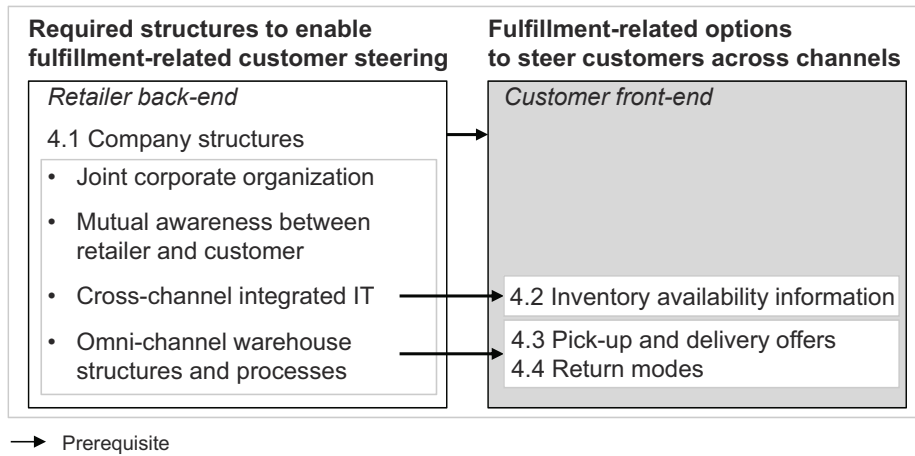 Required structures to enable
fulfillment-related customer steering
Retailer back-end
4.1 Company structures
• Joint corporate organization
• Mutual awareness between
retailer and customer
• Cross-channel integrated IT
• Omni-channel warehouse
structures and processes
Fulfillment-related options
to steer customers across channels
Customer front-end
4.2 Inventory availability information
4.3 Pick-up and delivery offers
4.4 Return modes
Prerequisite